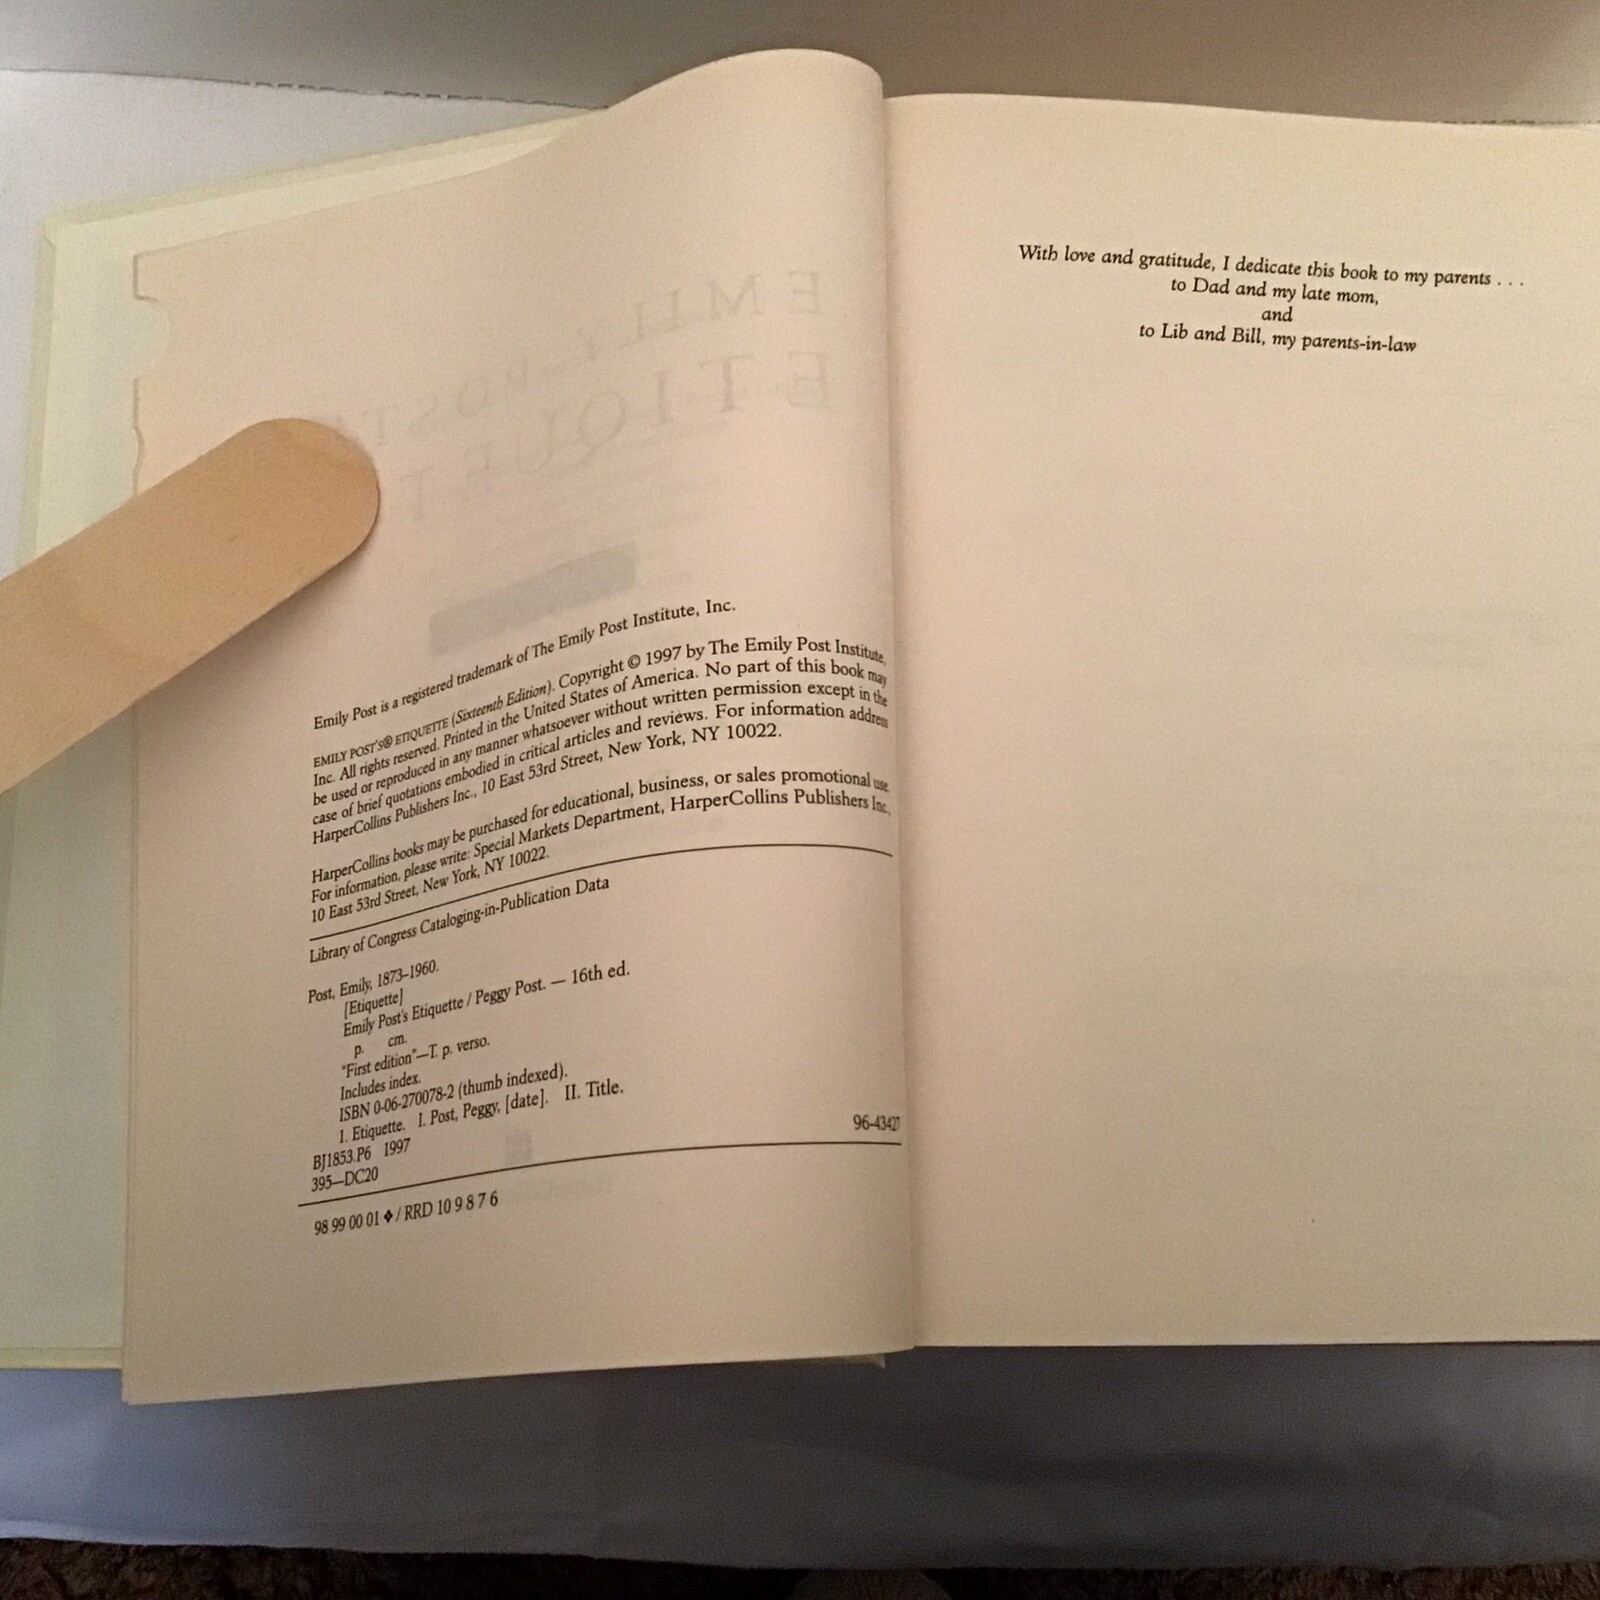 Emily Post is a registered trademark of The Emily Post Institute, Inc.
EMILY POST'S® ETIQUETTE (Sixteenth Edition). Copyright © 1997 by The Emily Post Institute,
Inc. All rights reserved. Printed in the United States of America. No part of this book may
be used or reproduced in any manner whatsoever without written permission except in the
case of brief quotations embodied in critical articles and reviews. For information address
HarperCollins Publishers Inc., 10 East 53rd Street, New York, NY 10022.
HarperCollins books may be purchased for educational, business, or sales promotional use.
For information, please write: Special Markets Department, HarperCollins Publishers Inc.,
10 East 53rd Street, New York, NY 10022.
Library of Congress Cataloging-in-Publication Data
Post, Emily, 1873–1960.
[Etiquette]
Emily Post's Etiquette / Peggy Post. — 16th ed.
p. cm.
"First edition"—T. p. verso.
Includes index.
ISBN 0-06-270078-2 (thumb indexed).
1. Etiquette. I. Post, Peggy, [date]. II. Title.
BJ1853.P6 1997
395—DC20 96-43427
98 99 00 01 ❖ / RRD 10 9 8 7 6
With love and gratitude, I dedicate this book to my parents . . .
to Dad and my late mom,
and
to Lib and Bill, my parents-in-law